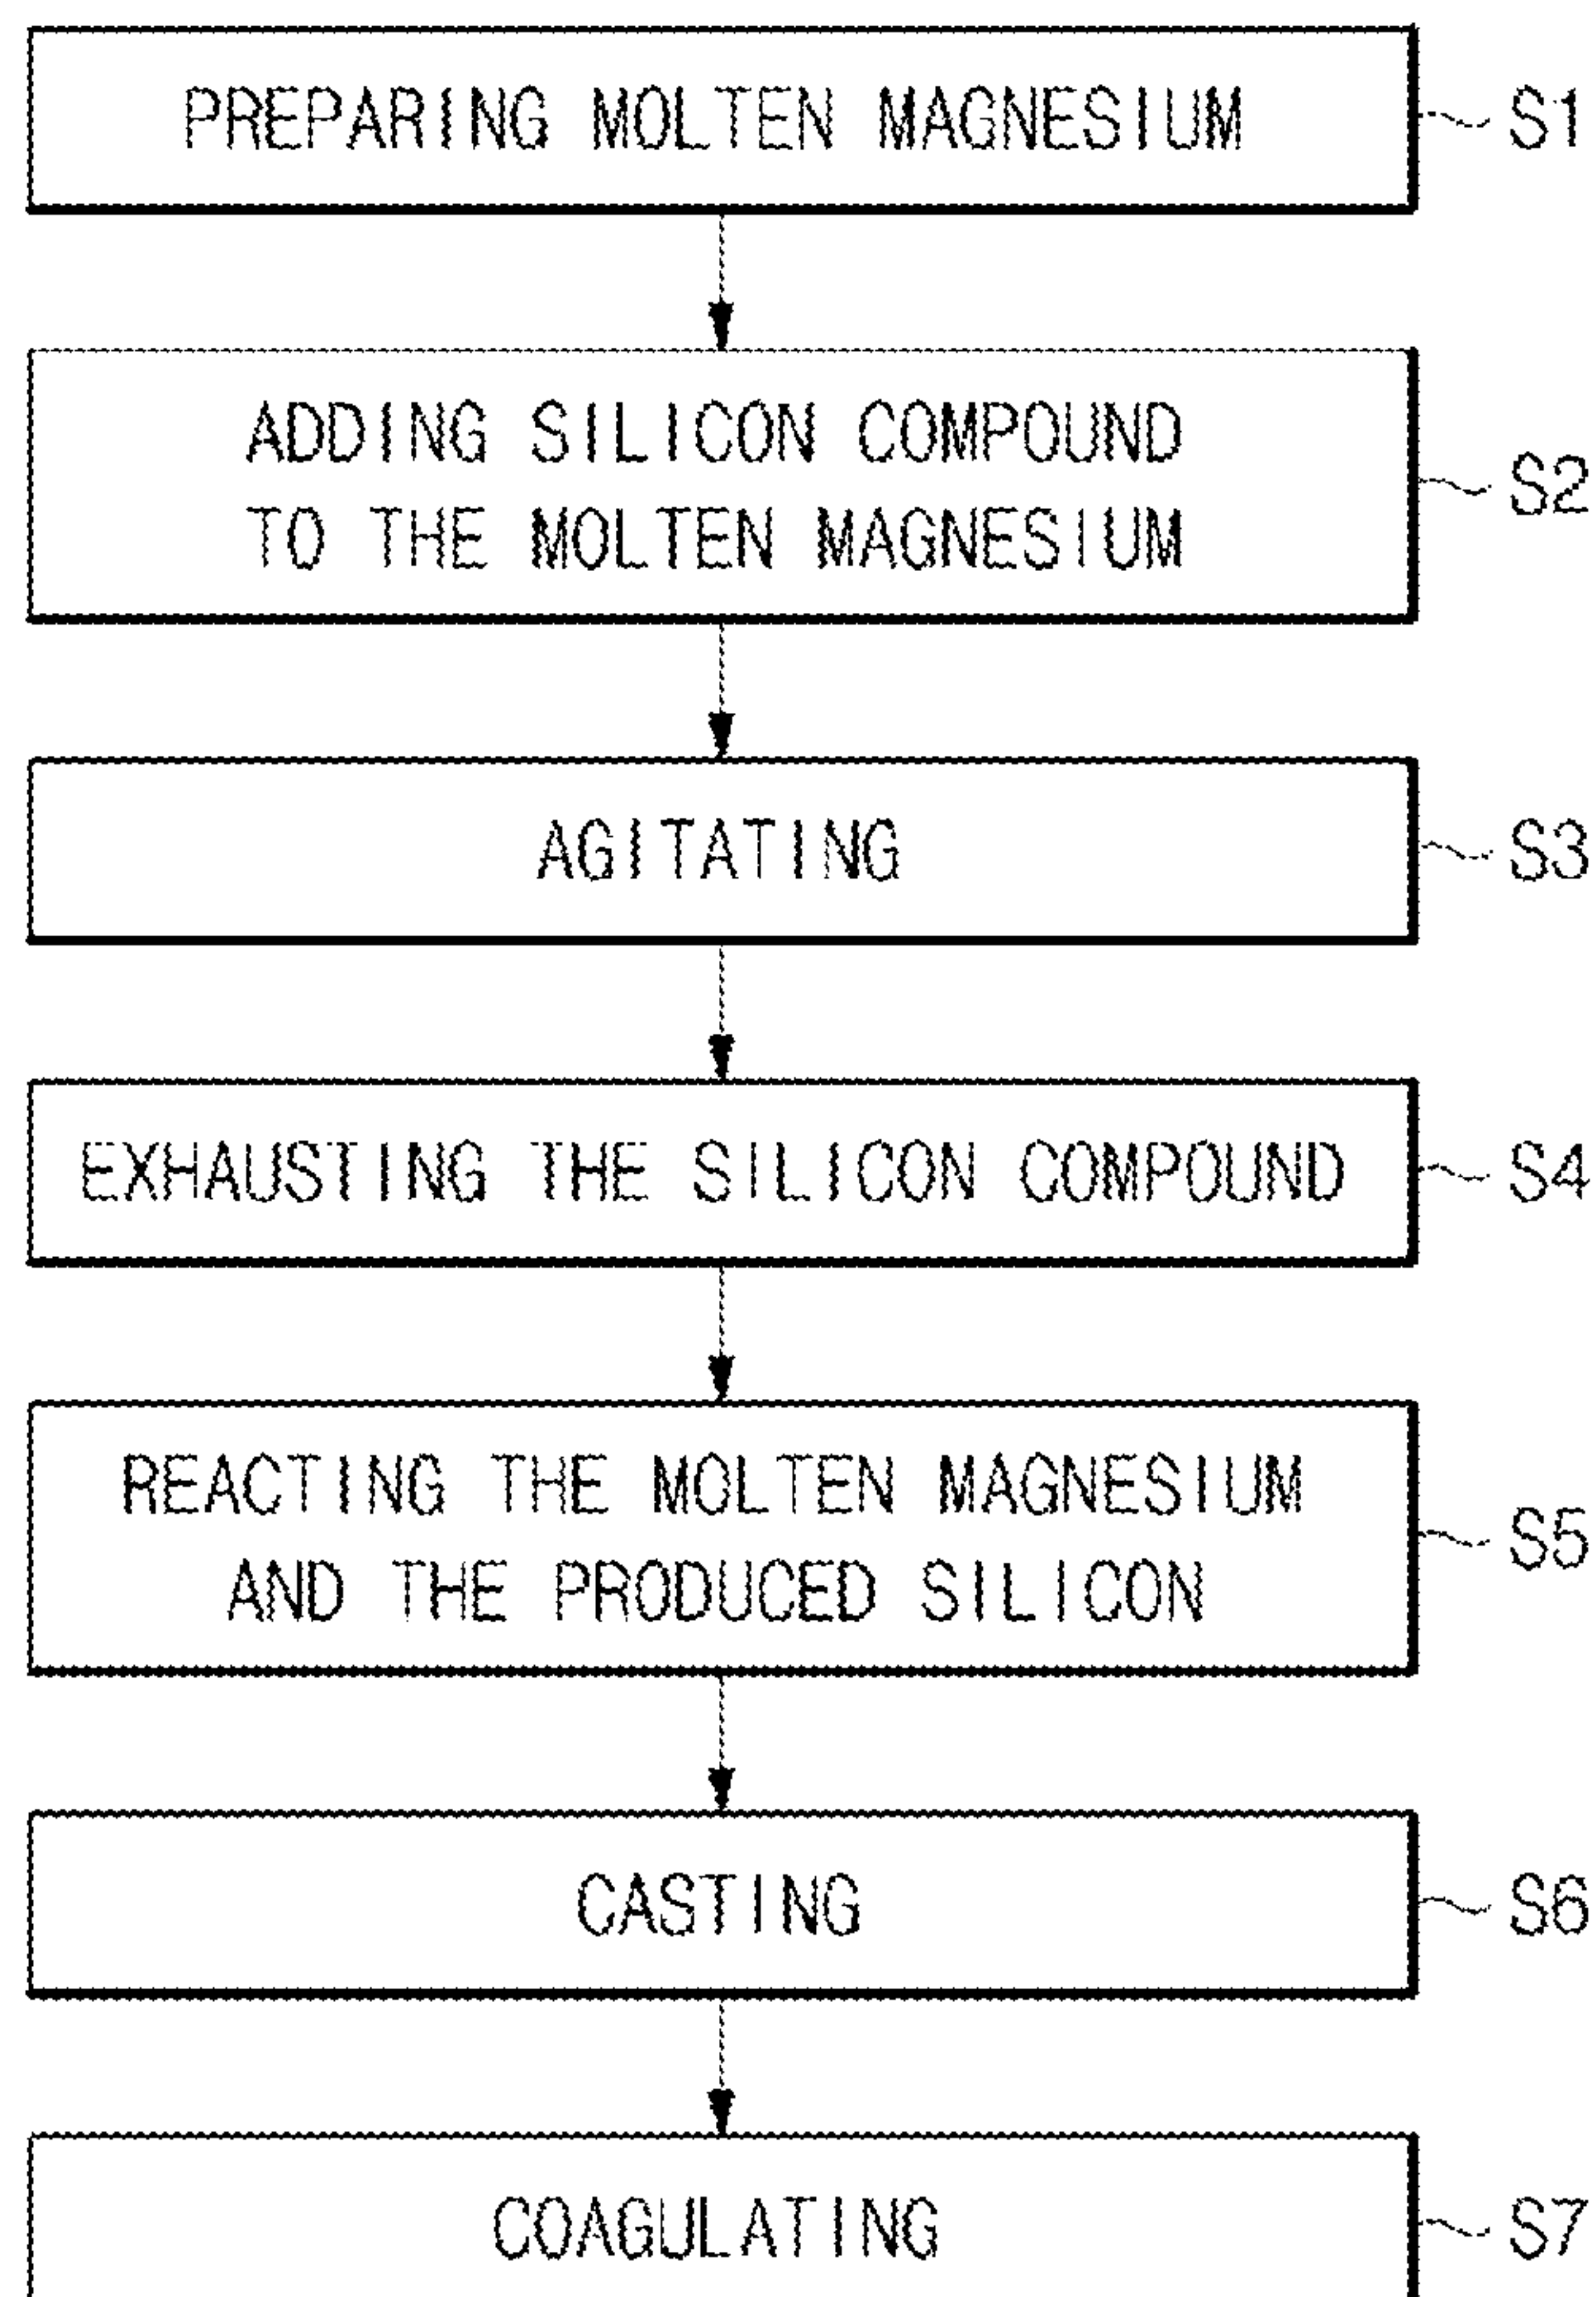 PREPARING MOLTEN MAGNESIUM
S1
ADDING SILICON COMPOUND
TO THE MOLTEN MAGNESIUM
S2
AGITATING
S3
EXHAUSTING THE SILICON COMPOUND
S4
REACTING THE MOLTEN MAGNESIUM
AND THE PRODUCED SILICON
S5
CASTING
S6
COAGULATING
S7